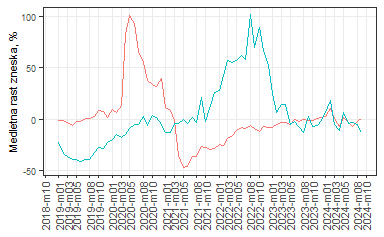 Medletna rast zneska, %
100
50
0
-50
2018-m10
2019-m01
2019-m03
2019-m05
2019-m08
2019-m10
2020-m01
2020-m03
2020-m05
2020-m08
2020-m10
2021-m01
2021-m03
2021-m05
2021-m08
2021-m10
2022-m01
2022-m03
2022-m05
2022-m08
2022-m10
2023-m01
2023-m03
2023-m05
2023-m08
2023-m10
2024-m01
2024-m03
2024-m05
2024-m08
2024-m10